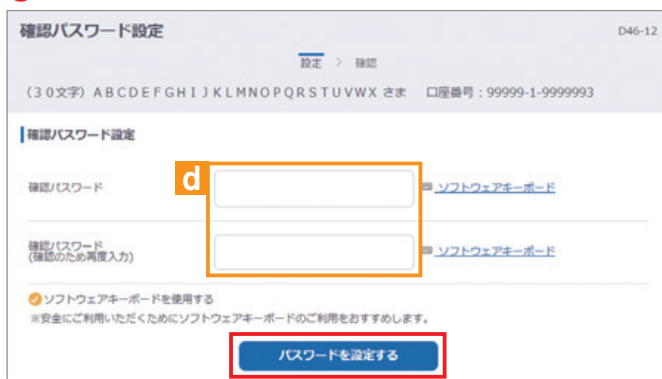 確認パスワード設定
D46-12
設定 > 確認
(30文字) ABCDEFGHIJKLMNOPQRSTUVWX さま 口座番号:99999-1-9999993
確認パスワード設定
確認パスワード
d
ソフトウェアキーボード
確認パスワード
(確認のため再度入力)
ソフトウェアキーボード
ソフトウェアキーボードを使用する
※安全にご利用いただくためにソフトウェアキーボードのご利用をおすすめします。
パスワードを設定する